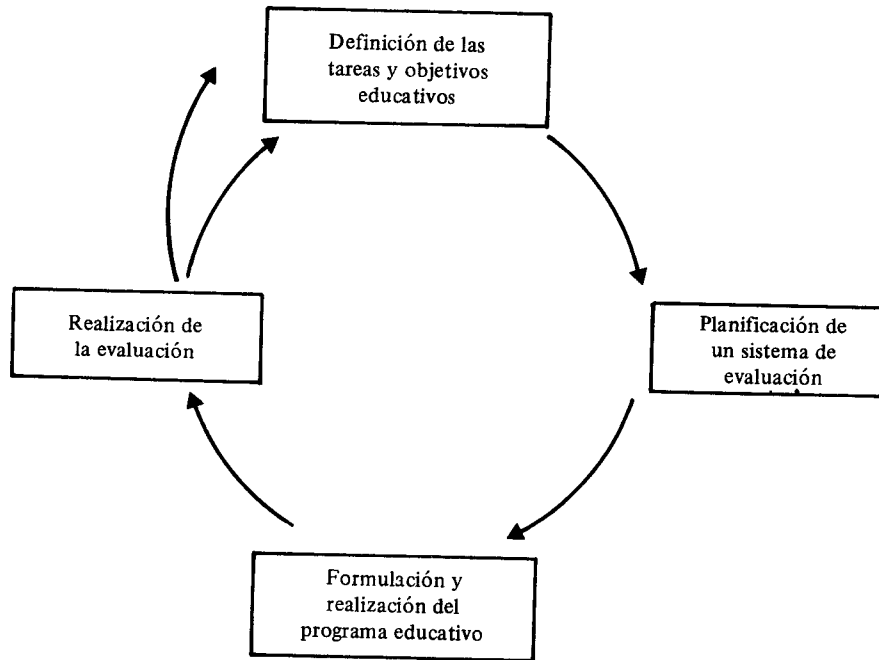 Definición de las
tareas y objetivos
educativos
Realización de
la evaluación
Planificación de
un sistema de
evaluación
Formulación y
realización del
programa educativo